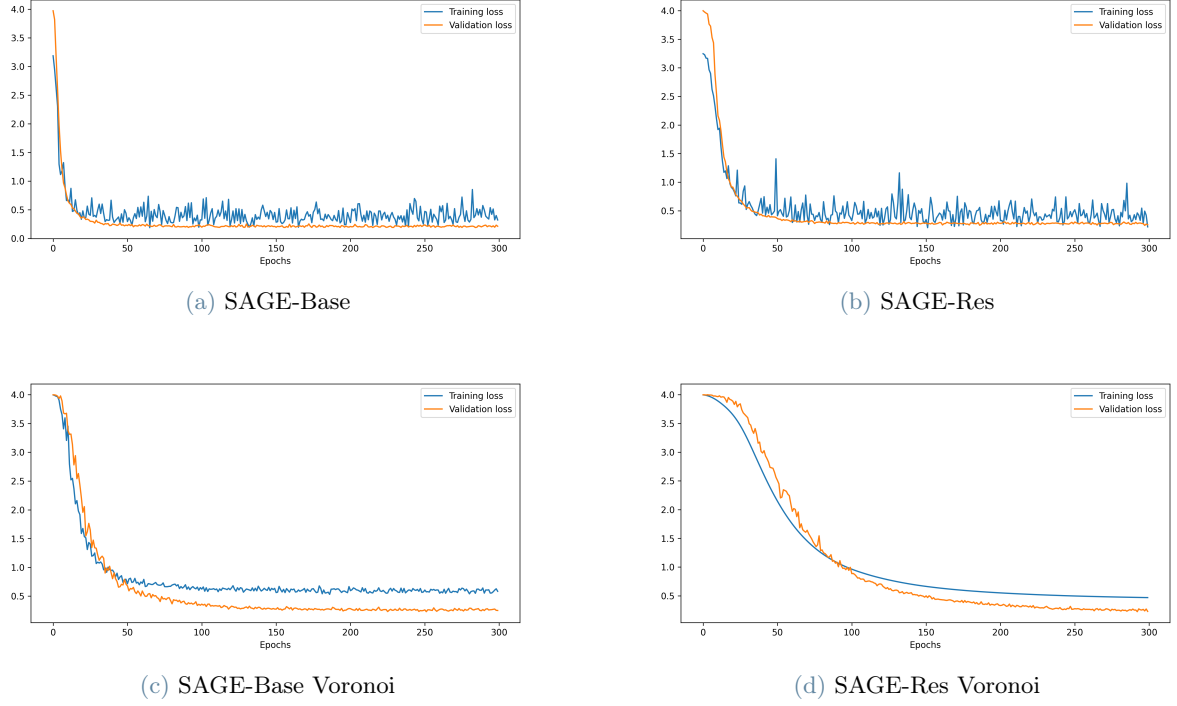 4.0
3.5
3.0
2.5
2.0
1.5
1.0
0.5
0.0
0 50 100 150 200 250 300
Epochs
Training loss
Validation loss
(a) SAGE-Base
4.0
3.5
3.0
2.5
2.0
1.5
1.0
0.5
0 50 100 150 200 250 300
Epochs
Training loss
Validation loss
(b) SAGE-Res
4.0
3.5
3.0
2.5
2.0
1.5
1.0
0.5
0 50 100 150 200 250 300
Epochs
Training loss
Validation loss
(c) SAGE-Base Voronoi
4.0
3.5
3.0
2.5
2.0
1.5
1.0
0.5
0 50 100 150 200 250 300
Epochs
Training loss
Validation loss
(d) SAGE-Res Voronoi